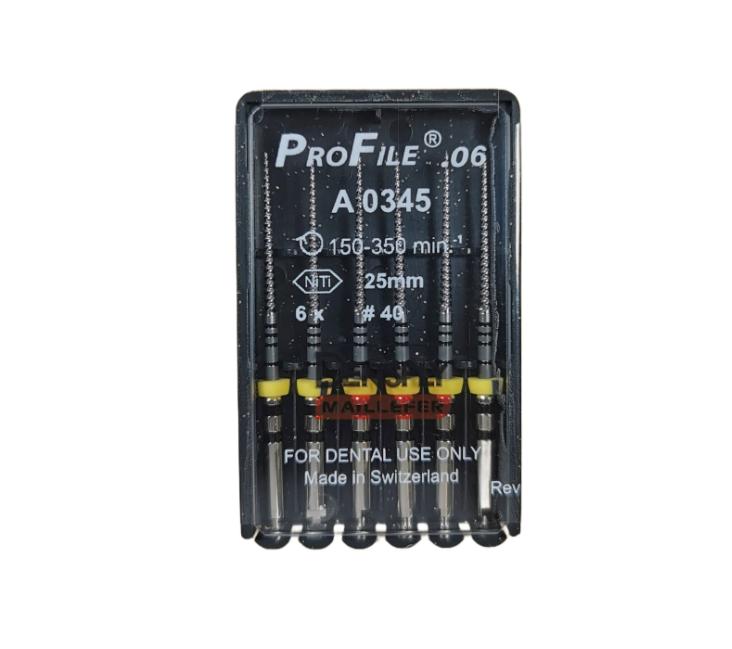 PROFILE® .06
A 0345
150-350 min.⁻¹
NiTi 25mm
6 x # 40
DENTSPLY
MAILLEFER
FOR DENTAL USE ONLY
Made in Switzerland
Rev